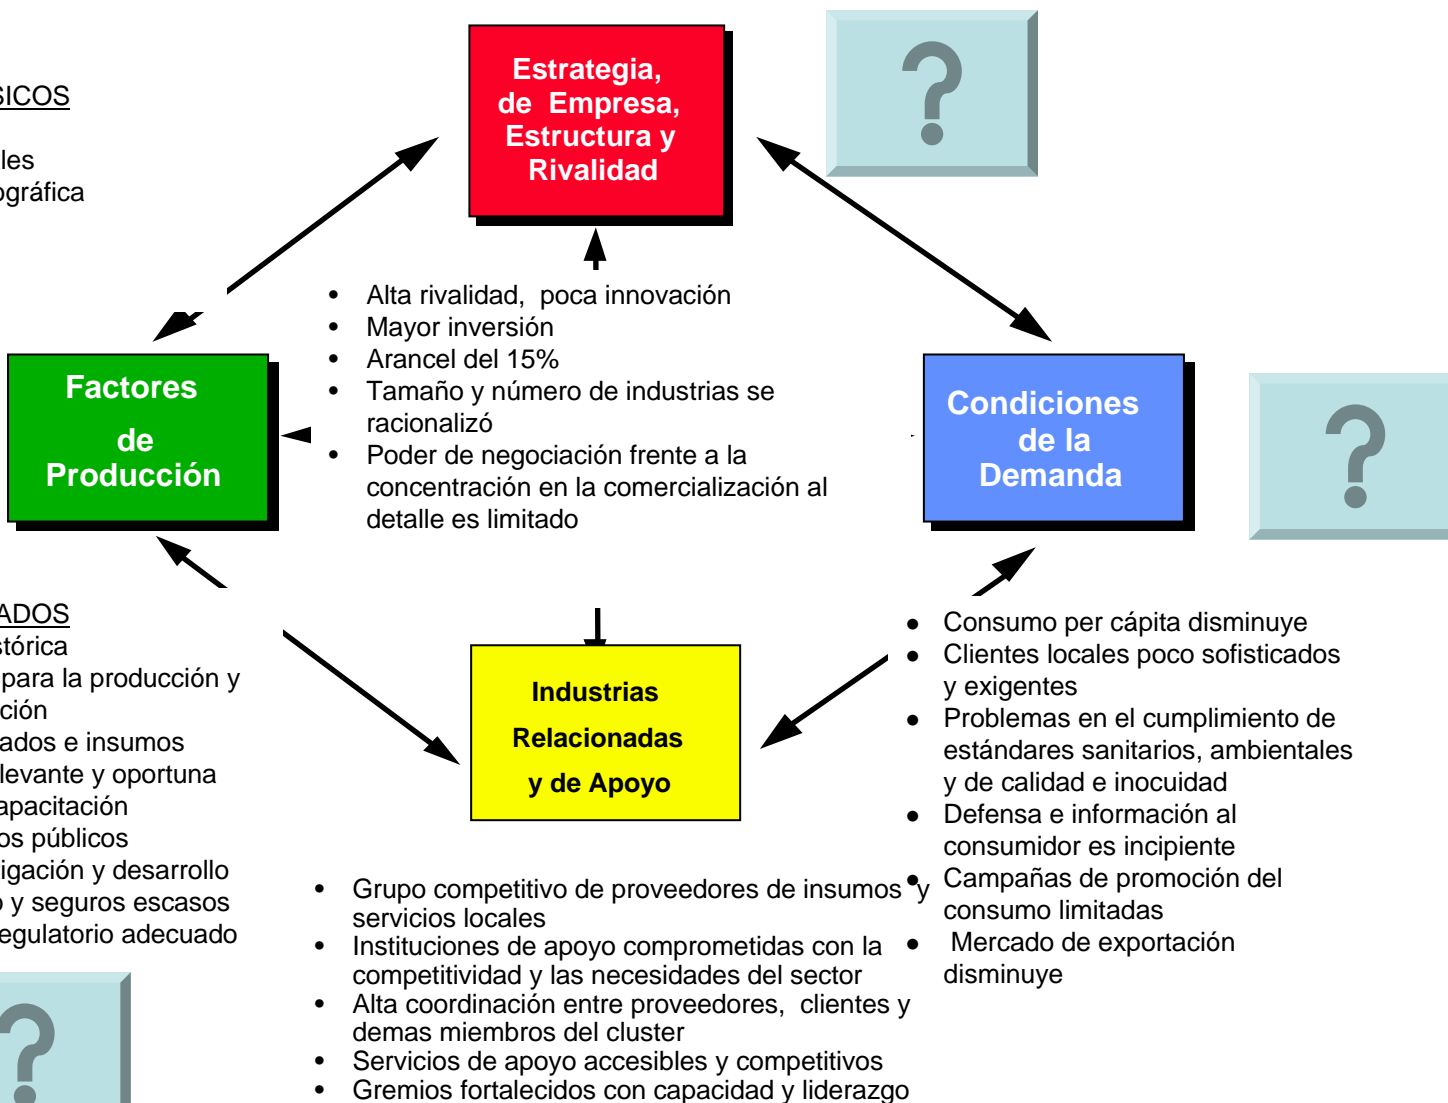 Estrategia,
de Empresa,
Estructura y
Rivalidad
?
SICOS
les
ográfica
• Alta rivalidad, poca innovación
• Mayor inversión
• Arancel del 15%
• Tamaño y número de industrias se
racionalizó
• Poder de negociación frente a la
concentración en la comercialización al
detalle es limitado
Factores
de
Producción
Condiciones
de la
Demanda
?
ADOS
stórica
para la producción y
ción
ados e insumos
levante y oportuna
apacitación
os públicos
igación y desarrollo
o y seguros escasos
egulatorio adecuado
?
Industrias
Relacionadas
y de Apoyo
• Consumo per cápita disminuye
• Clientes locales poco sofisticados
y exigentes
• Problemas en el cumplimiento de
estándares sanitarios, ambientales
y de calidad e inocuidad
• Defensa e información al
consumidor es incipiente
• Campañas de promoción del
consumo limitadas
• Mercado de exportación
disminuye
• Grupo competitivo de proveedores de insumos y
servicios locales
• Instituciones de apoyo comprometidas con la
competitividad y las necesidades del sector
• Alta coordinación entre proveedores, clientes y
demas miembros del cluster
• Servicios de apoyo accesibles y competitivos
• Gremios fortalecidos con capacidad y liderazgo